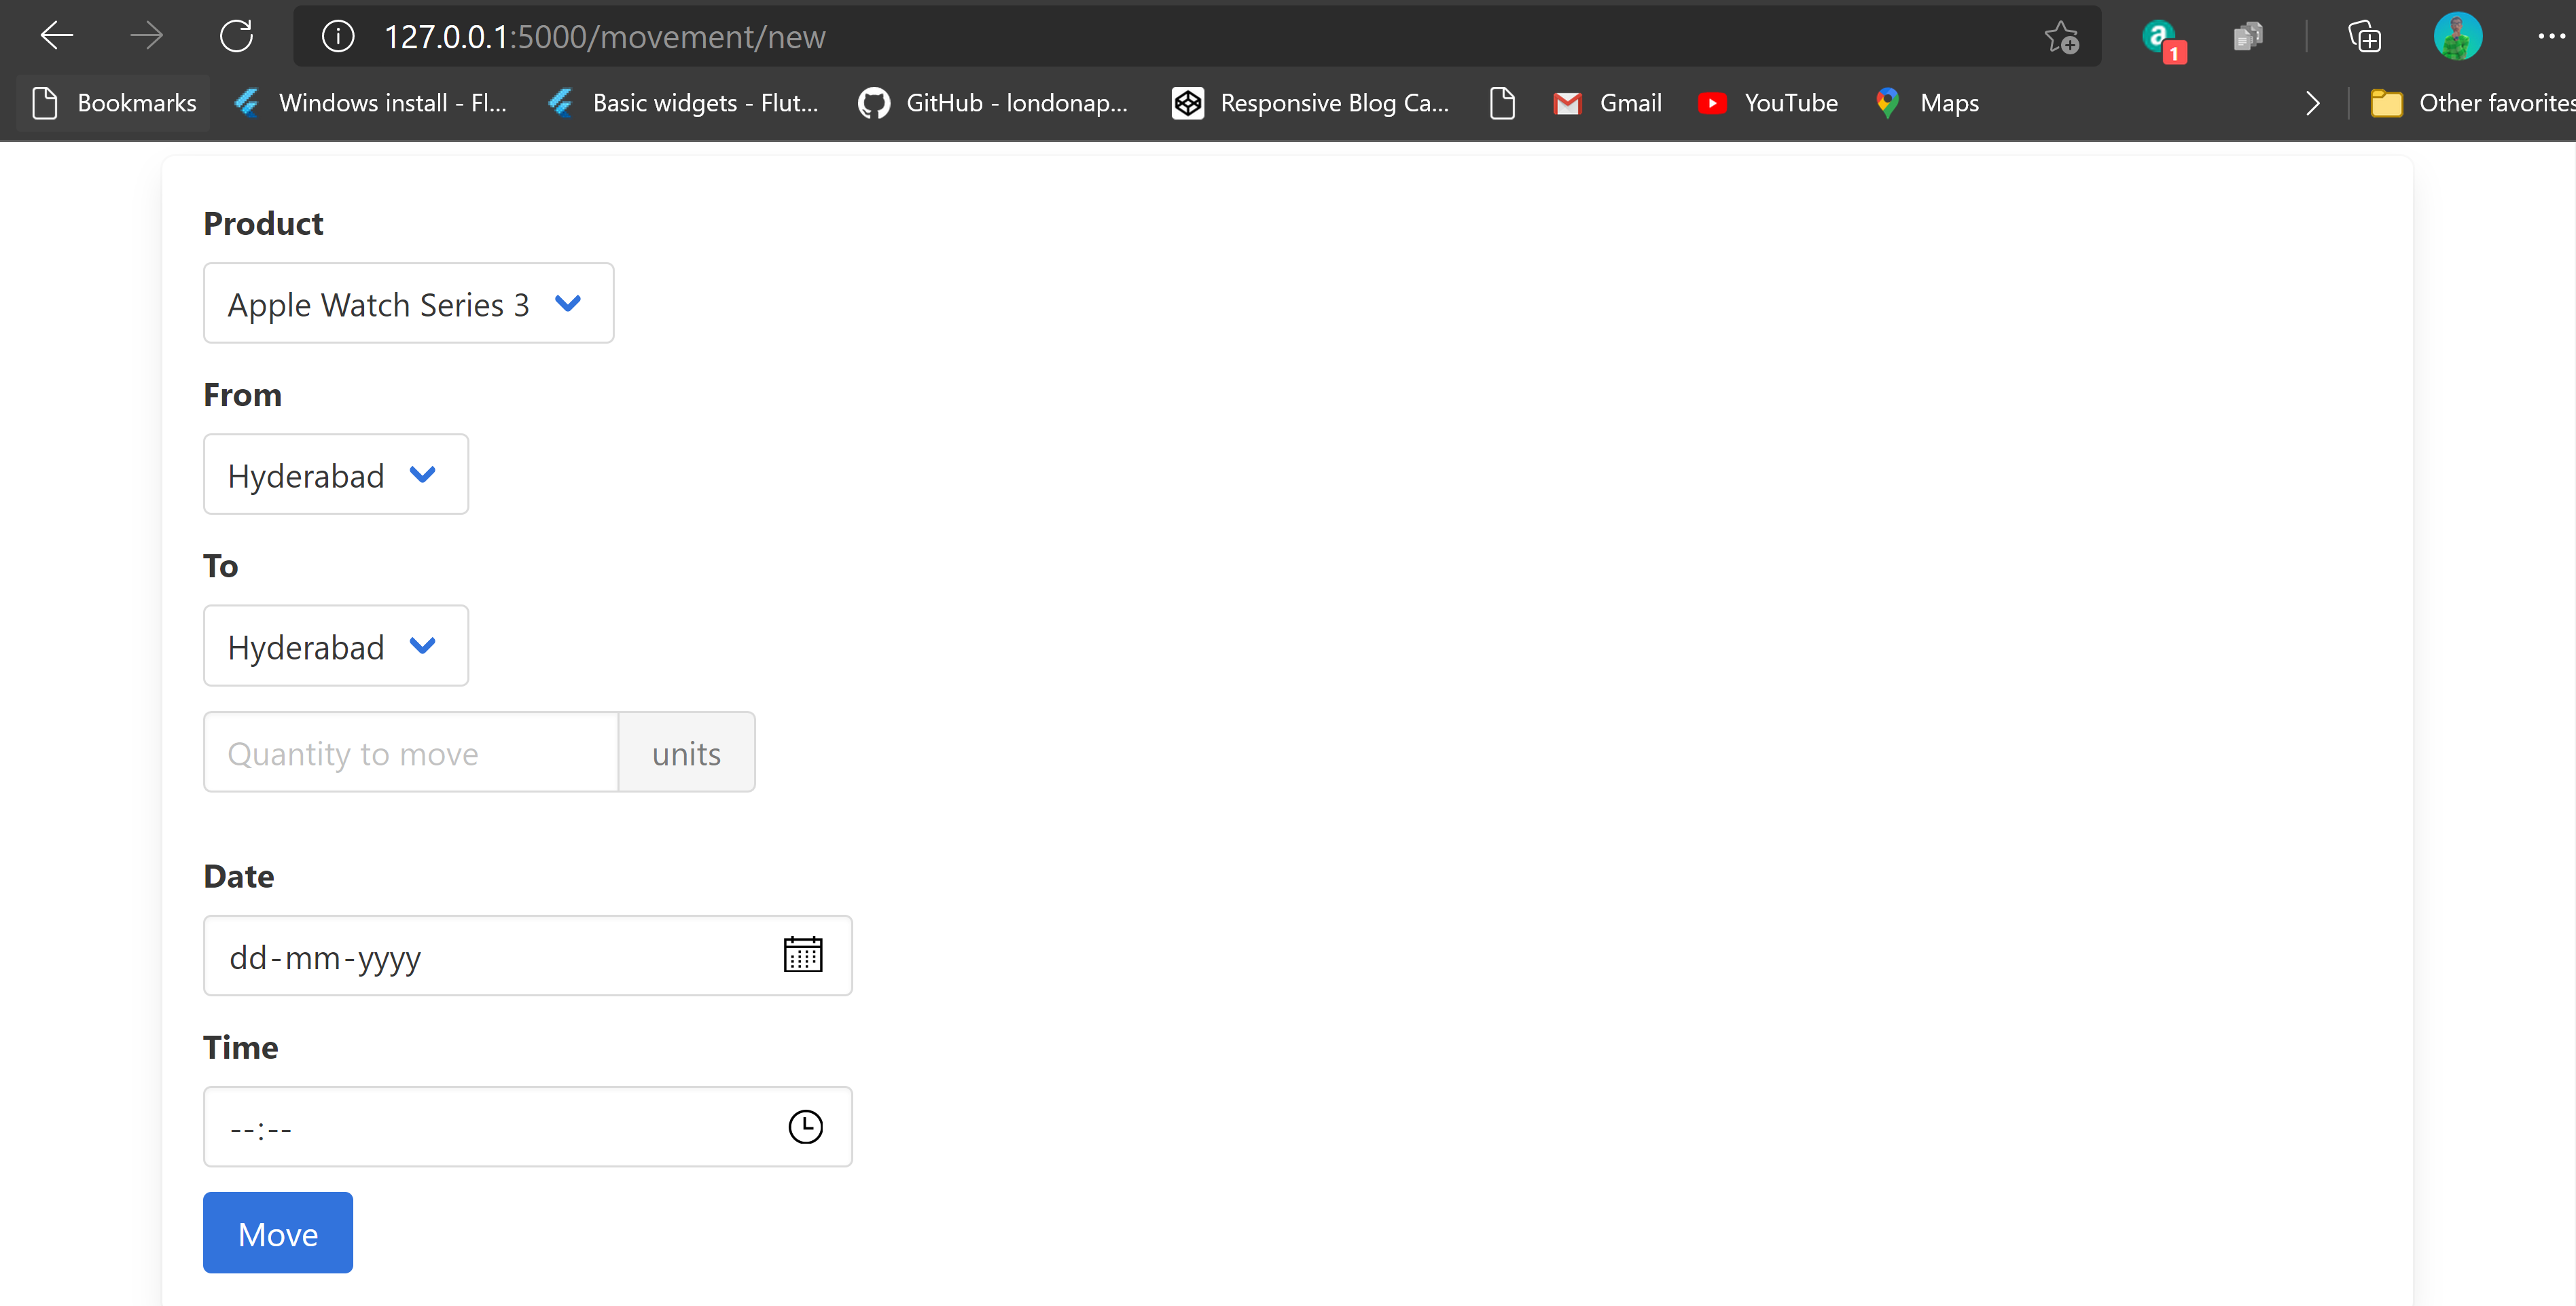 127.0.0.1:5000/movement/new
1
Bookmarks Windows install - Fl... Basic widgets - Flut... GitHub - londonap... Responsive Blog Ca... Gmail YouTube Maps Other favorites
Product
Apple Watch Series 3
From
Hyderabad
To
Hyderabad
Quantity to move units
Date
dd-mm-yyyy
Time
--:--
Move